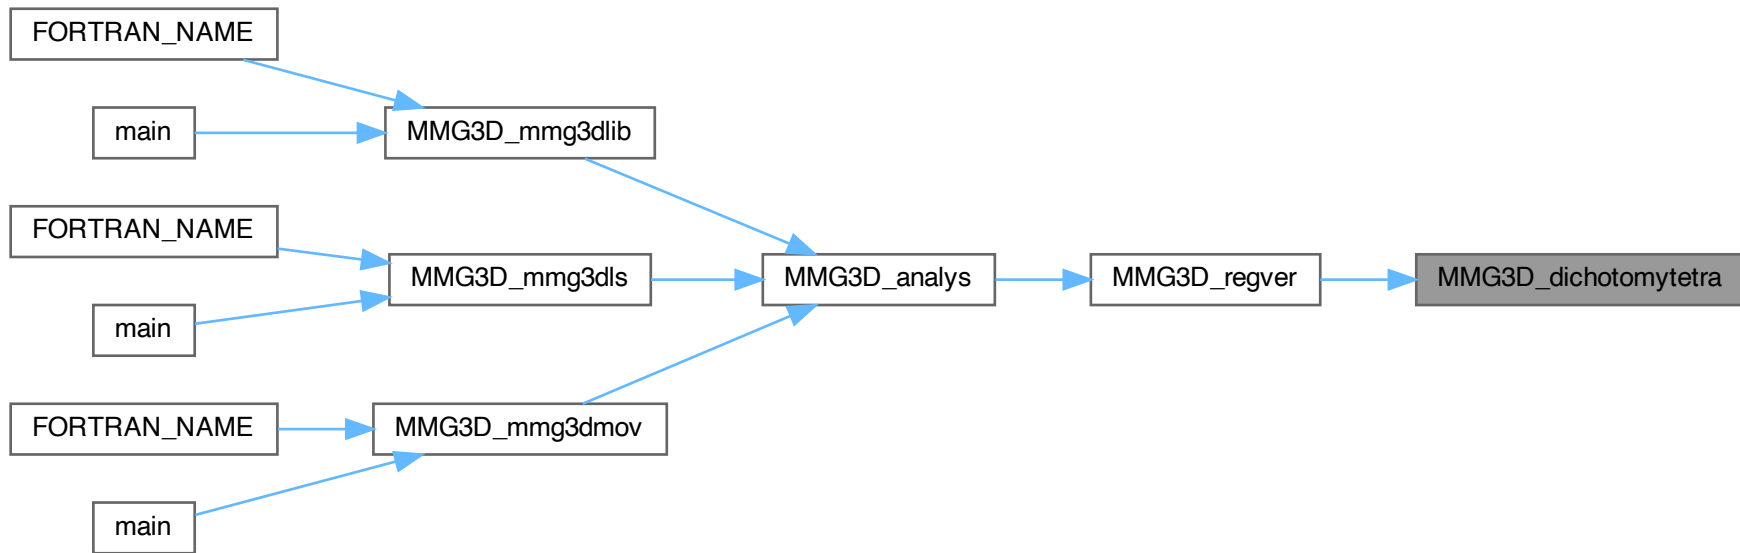 FORTRAN_NAME
main
MMG3D_mmg3dlib
FORTRAN_NAME
main
MMG3D_mmg3dls
MMG3D_analys
MMG3D_regver
MMG3D_dichotomytetra
FORTRAN_NAME
main
MMG3D_mmg3dmov